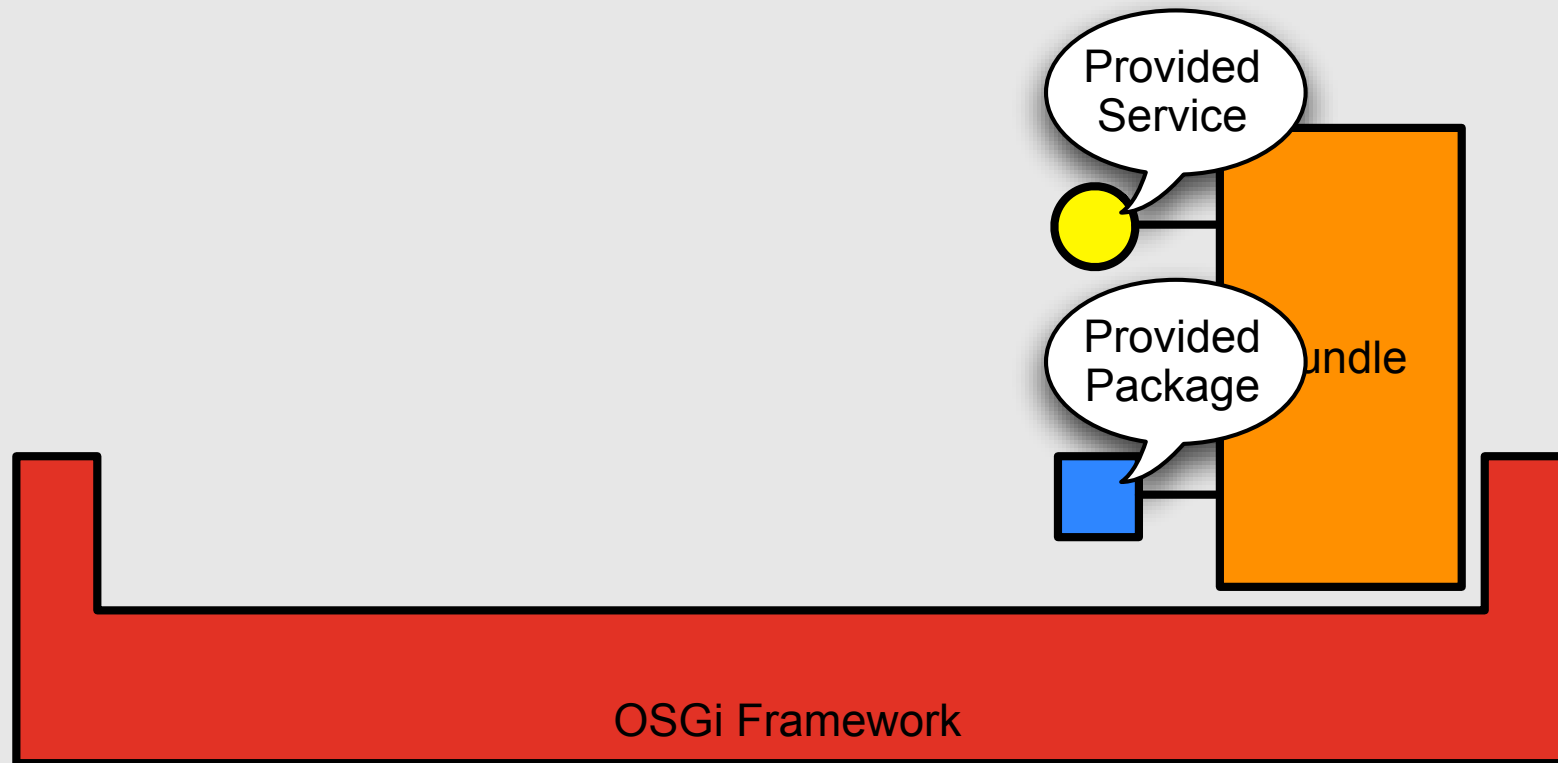 Provided
Service
Provided
Package
undle
OSGi Framework